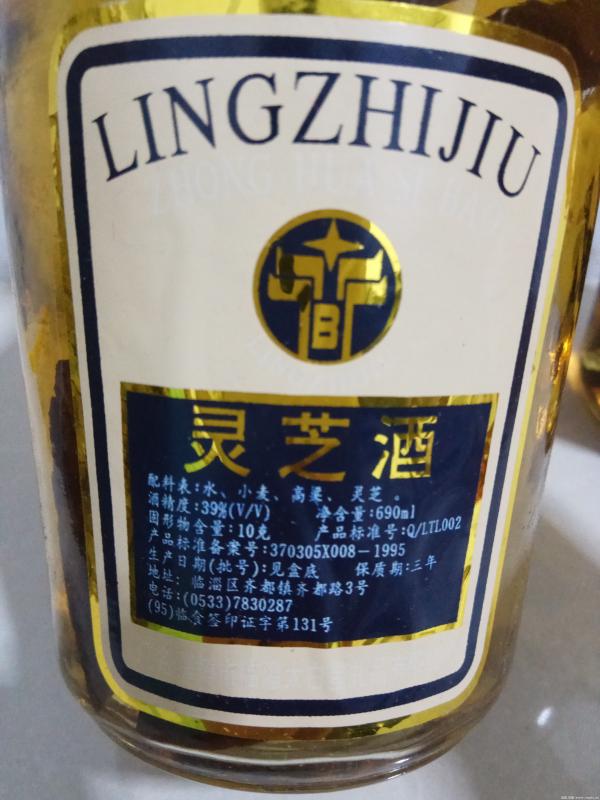 LINGZHIJIU
ZHONG HUA
B
灵芝酒
配料表:水、小麦、高粱、灵芝。
酒精度:39%(V/V) 净含量:690ml
固形物含量:10克 产品标准号:Q/LTL002
产品标准备案号:370305X008-1995
生产日期(批号):见盒底 保质期:三年
地址: 临淄区齐都镇齐都路3号
电话:(0533)7830287
(95)临食签印证字第131号